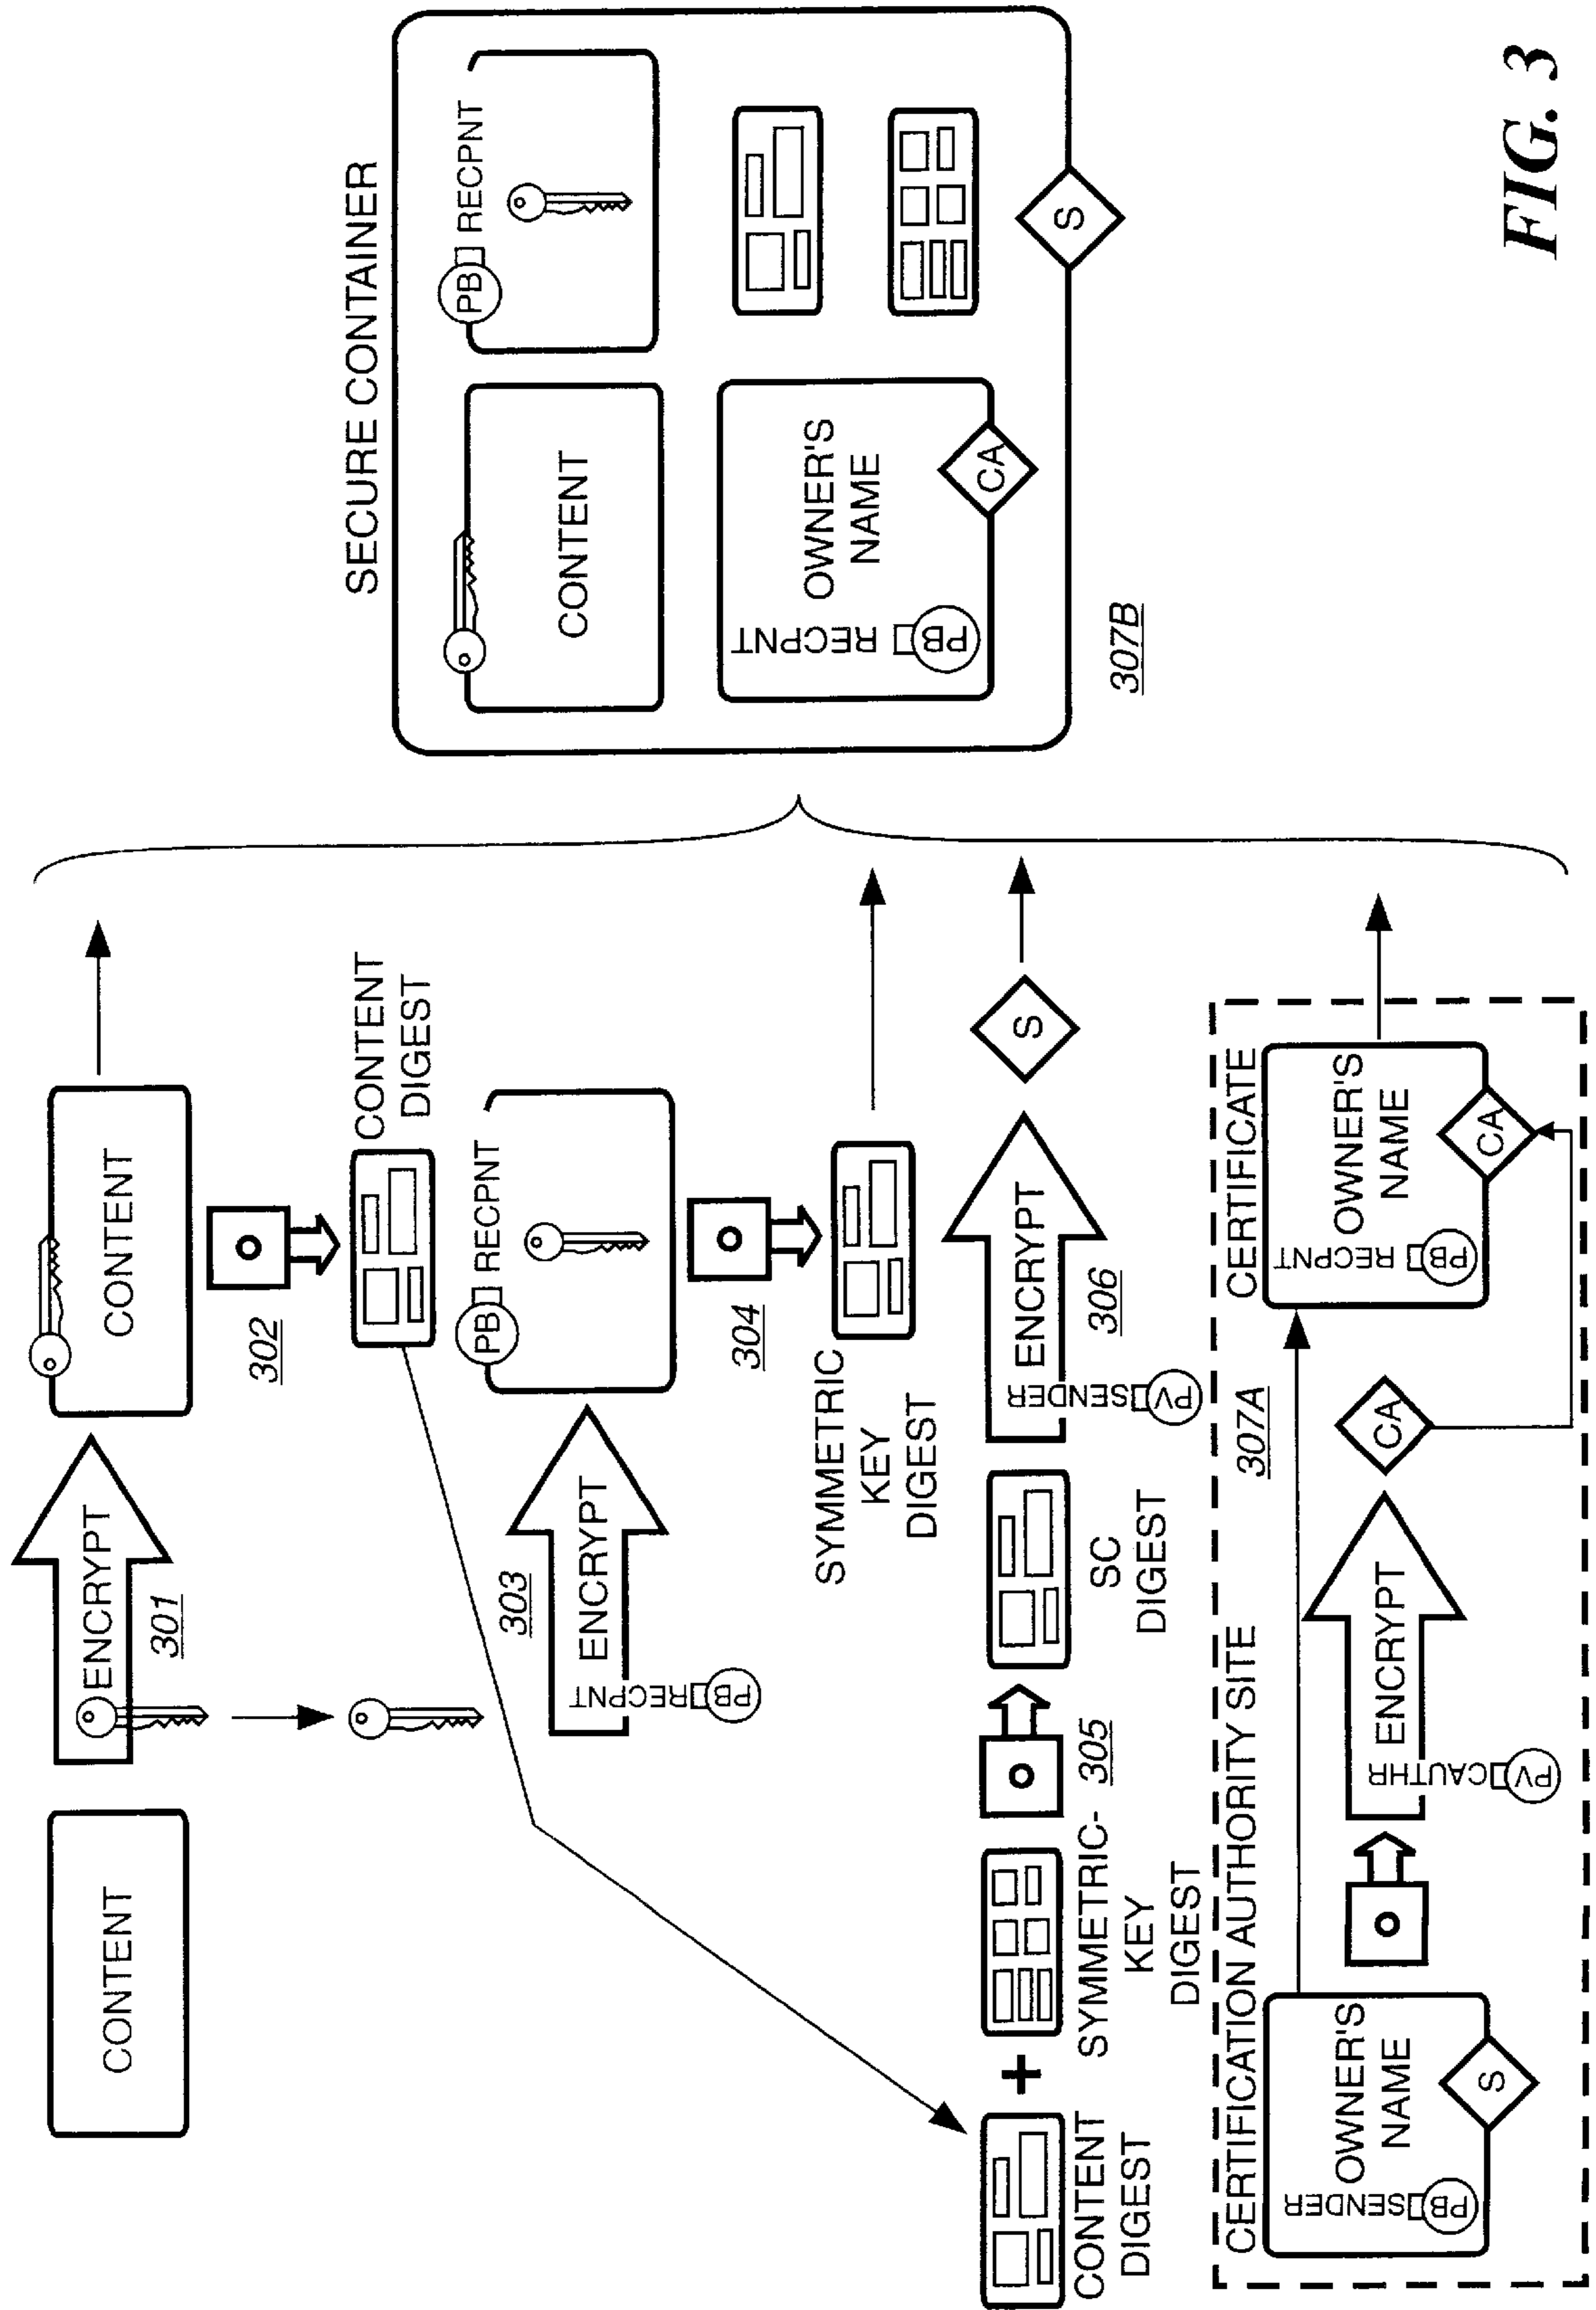 CONTENT
ENCRYPT
301
CONTENT
302
CONTENT
DIGEST
303
ENCRYPT
RECPNT
PB
PB
RECPNT
304
SYMMETRIC
KEY
DIGEST
CONTENT
DIGEST
+
SYMMETRIC-
KEY
DIGEST
305
SC
DIGEST
ENCRYPT
SENDER
PV
306
S
CERTIFICATION AUTHORITY SITE
307A
CERTIFICATE
OWNER'S
NAME
SENDER
PB
S
ENCRYPT
CAUTHR
PV
CA
OWNER'S
NAME
RECPNT
PB
CA
SECURE CONTAINER
CONTENT
PB
RECPNT
OWNER'S
NAME
RECPNT
PB
CA
S
307B
FIG. 3